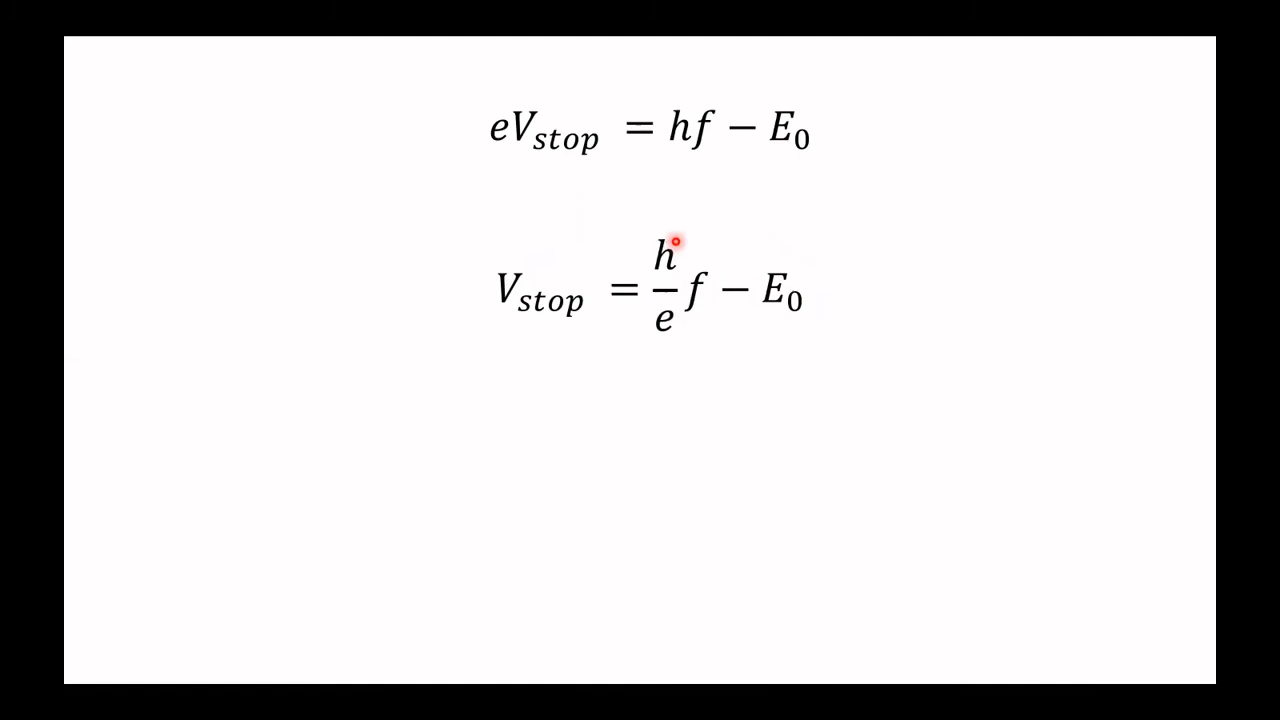 eV_stop = hf − E_0
V_stop = h/e f − E_0